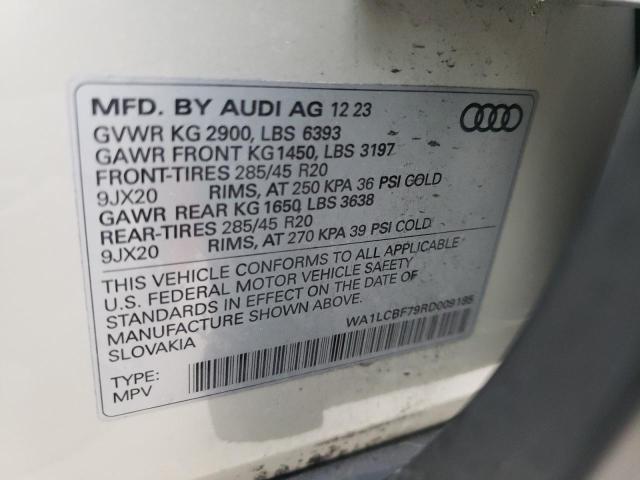 MFD. BY AUDI AG 12 23
GVWR KG 2900, LBS 6393
GAWR FRONT KG1450, LBS 3197
FRONT-TIRES 285/45 R20
9JX20 RIMS, AT 250 KPA 36 PSI COLD
GAWR REAR KG 1650, LBS 3638
REAR-TIRES 285/45 R20
9JX20 RIMS, AT 270 KPA 39 PSI COLD
THIS VEHICLE CONFORMS TO ALL APPLICABLE
U.S. FEDERAL MOTOR VEHICLE SAFETY
STANDARDS IN EFFECT ON THE DATE OF
MANUFACTURE SHOWN ABOVE.
SLOVAKIA
WA1LCBF79RD009195
TYPE:
MPV